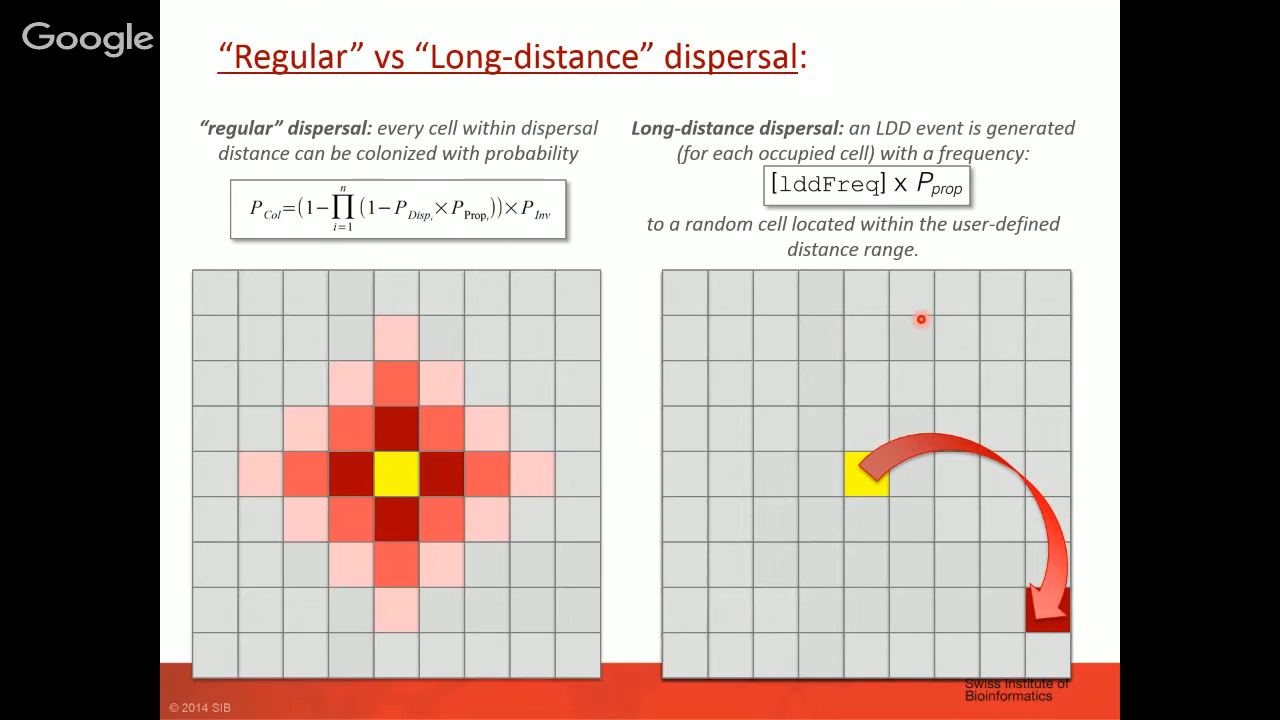 Google
“Regular” vs “Long-distance” dispersal:
“regular” dispersal: every cell within dispersal
distance can be colonized with probability
P_Col=(1−∏_{i=1}^{n}(1−P_Disp_i×P_Prop_i))×P_Inv
Long-distance dispersal: an LDD event is generated
(for each occupied cell) with a frequency:
[lddFreq] x P_prop
to a random cell located within the user-defined
distance range.
Swiss Institute of
Bioinformatics
© 2014 SIB